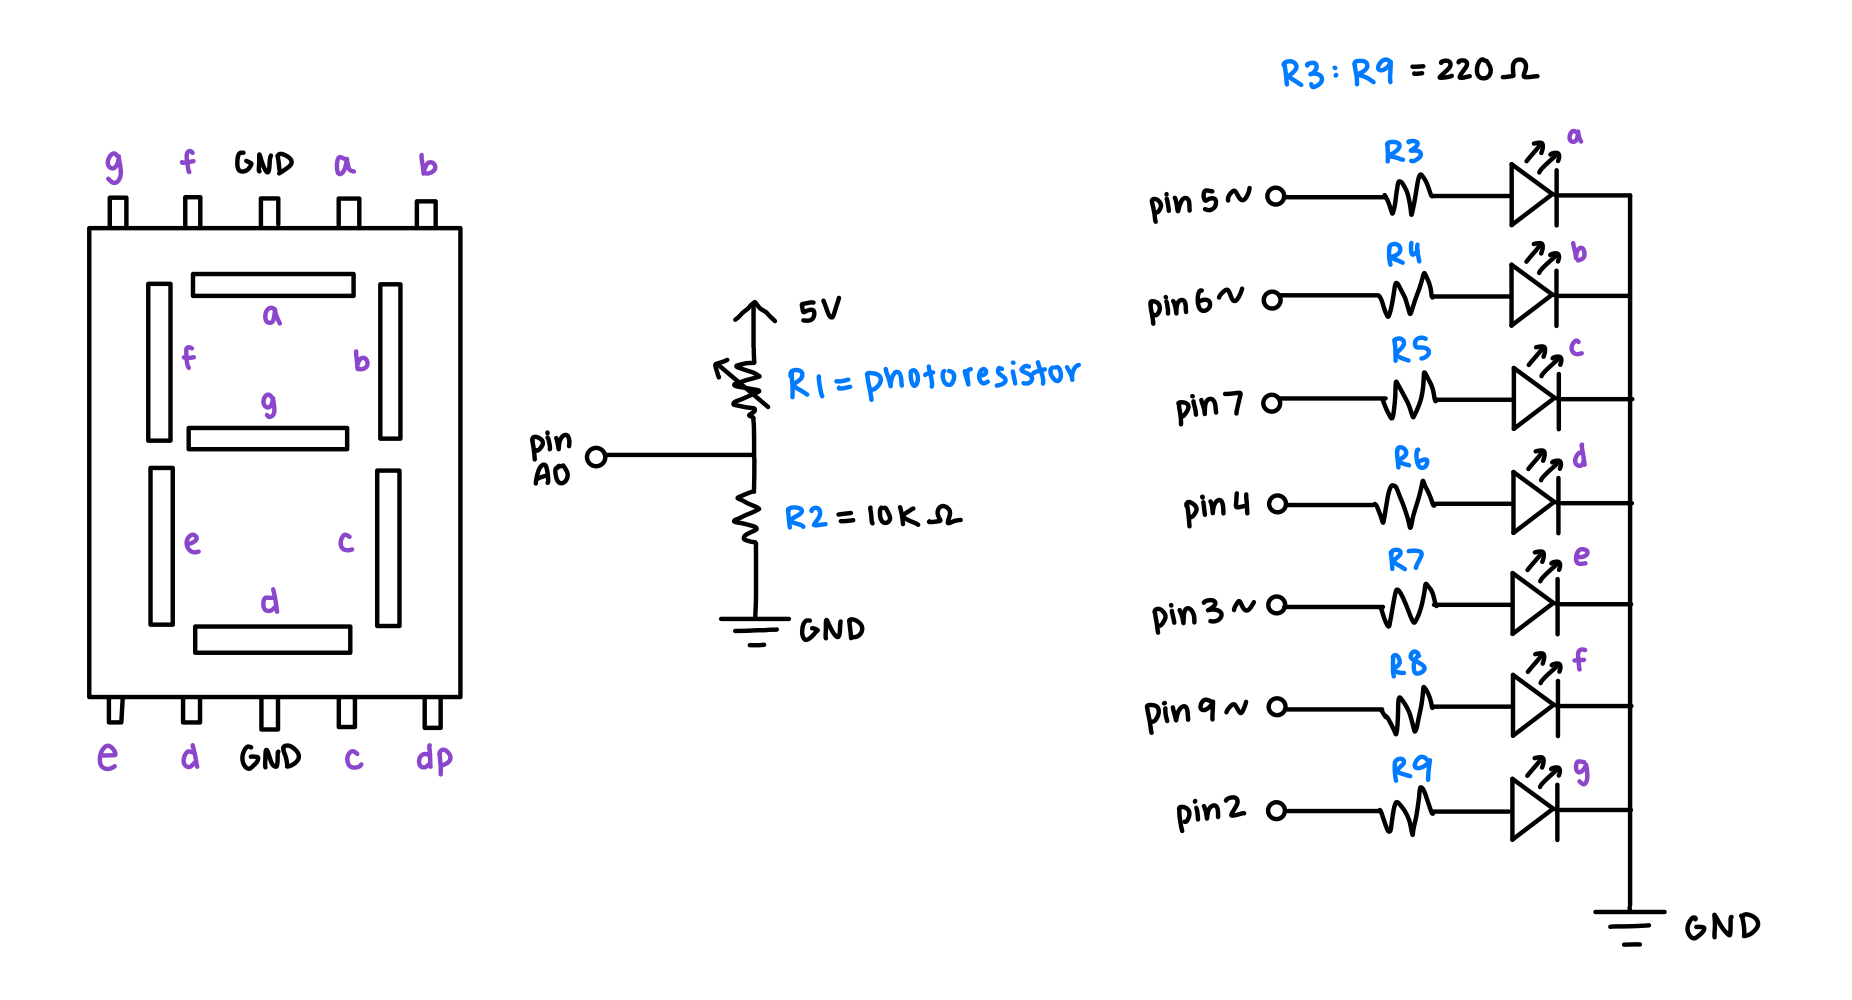 R3: R9 = 220 Ω
g f GND a b
a
f b
g
e c
d
e d GND c dp
5V
R1 = photoresistor
pin
A0
R2 = 10K Ω
GND
R3 a
pin 5 ~
R4 b
pin 6 ~
R5 c
pin 7
R6 d
pin 4
R7 e
pin 3 ~
R8 f
pin 9 ~
R9 g
pin 2
GND